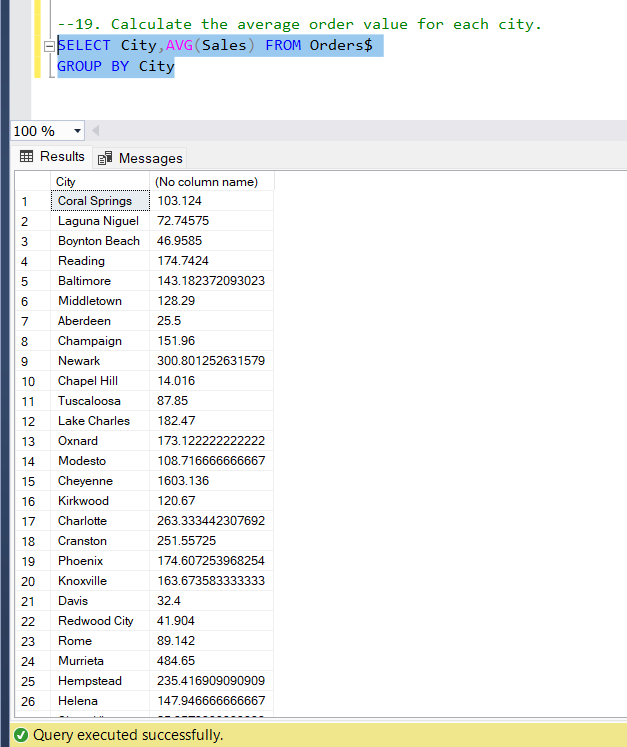 --19. Calculate the average order value for each city.
SELECT City,AVG(Sales) FROM Orders$
GROUP BY City
100 %
Results Messages
City (No column name)
1 Coral Springs 103.124
2 Laguna Niguel 72.74575
3 Boynton Beach 46.9585
4 Reading 174.7424
5 Baltimore 143.182372093023
6 Middletown 128.29
7 Aberdeen 25.5
8 Champaign 151.96
9 Newark 300.801252631579
10 Chapel Hill 14.016
11 Tuscaloosa 87.85
12 Lake Charles 182.47
13 Oxnard 173.122222222222
14 Modesto 108.716666666667
15 Cheyenne 1603.136
16 Kirkwood 120.67
17 Charlotte 263.333442307692
18 Cranston 251.55725
19 Phoenix 174.607253968254
20 Knoxville 163.673583333333
21 Davis 32.4
22 Redwood City 41.904
23 Rome 89.142
24 Murrieta 484.65
25 Hempstead 235.416909090909
26 Helena 147.946666666667
Query executed successfully.